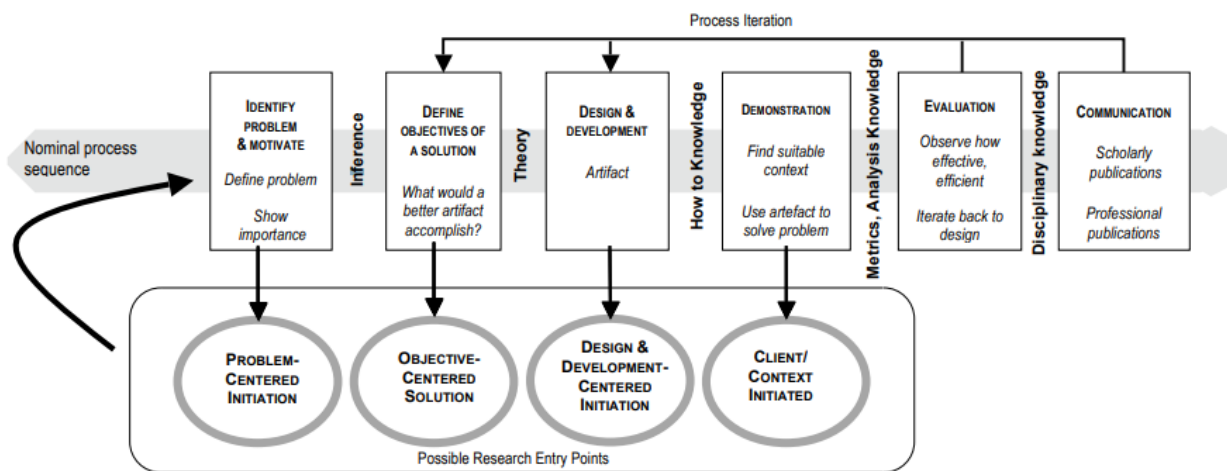 Process Iteration
Nominal process
sequence
IDENTIFY
PROBLEM
& MOTIVATE
Define problem
Show
importance
Inference
DEFINE
OBJECTIVES OF
A SOLUTION
What would a
better artifact
accomplish?
Theory
DESIGN &
DEVELOPMENT
Artifact
How to Knowledge
DEMONSTRATION
Find suitable
context
Use artefact to
solve problem
Metrics, Analysis Knowledge
EVALUATION
Observe how
effective,
efficient
Iterate back to
design
Disciplinary knowledge
COMMUNICATION
Scholarly
publications
Professional
publications
PROBLEM-
CENTERED
INITIATION
OBJECTIVE-
CENTERED
SOLUTION
DESIGN &
DEVELOPMENT-
CENTERED
INITIATION
CLIENT/
CONTEXT
INITIATED
Possible Research Entry Points